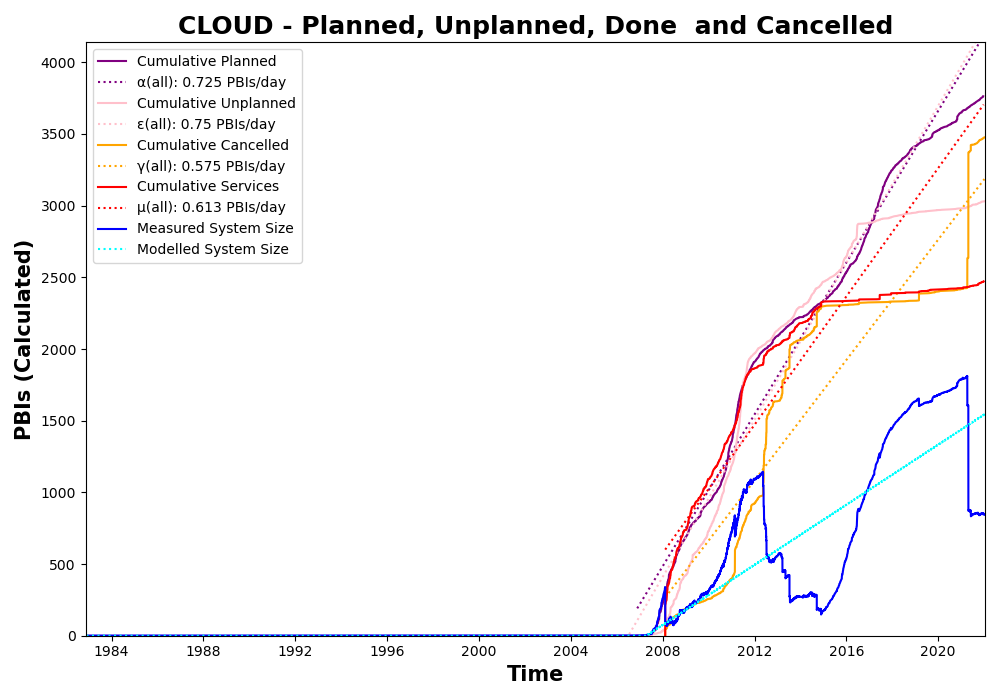 CLOUD - Planned, Unplanned, Done  and Cancelled
Cumulative Planned
α(all): 0.725 PBIs/day
Cumulative Unplanned
ε(all): 0.75 PBIs/day
Cumulative Cancelled
γ(all): 0.575 PBIs/day
Cumulative Services
μ(all): 0.613 PBIs/day
Measured System Size
Modelled System Size
PBIs (Calculated)
4000
3500
3000
2500
2000
1500
1000
500
0
1984 1988 1992 1996 2000 2004 2008 2012 2016 2020
Time